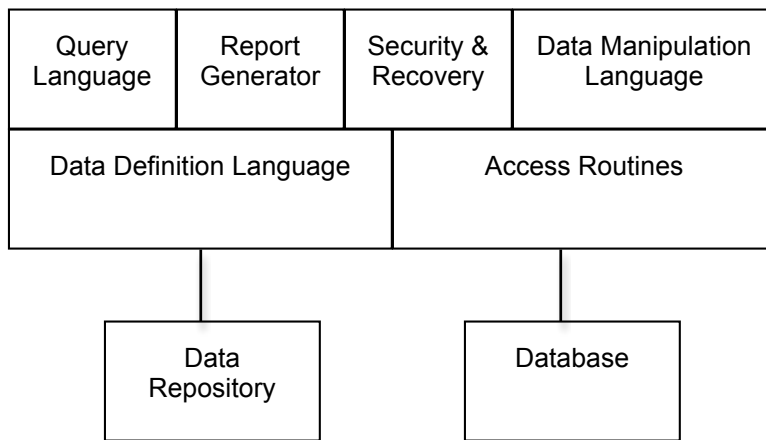 Query
Language
Report
Generator
Security &
Recovery
Data Manipulation
Language
Data Definition Language
Access Routines
Data
Repository
Database